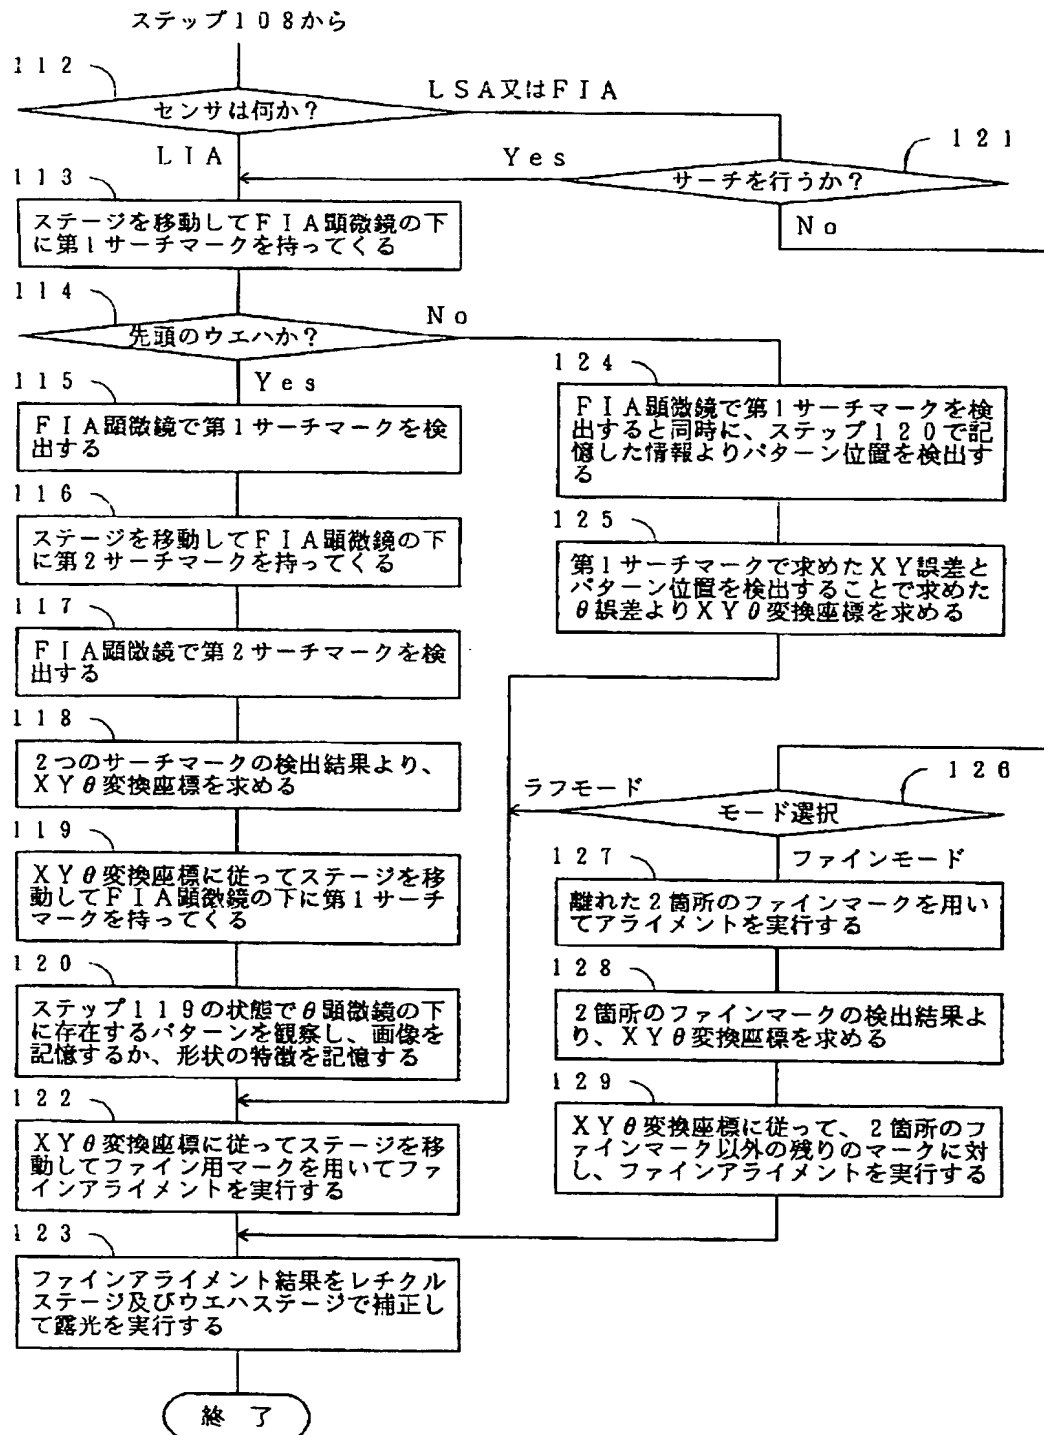 ステップ108から
112
センサは何か?
LSA又はFIA
LIA
121
サーチを行うか?
Yes
No
113
ステージを移動してFIA顕微鏡の下
に第1サーチマークを持ってくる
114
先頭のウエハか?
No
Yes
115
FIA顕微鏡で第1サーチマークを検
出する
116
ステージを移動してFIA顕微鏡の下
に第2サーチマークを持ってくる
117
FIA顕微鏡で第2サーチマークを検
出する
118
2つのサーチマークの検出結果より、
XYθ変換座標を求める
119
XYθ変換座標に従ってステージを移
動してFIA顕微鏡の下に第1サーチ
マークを持ってくる
120
ステップ119の状態でθ顕微鏡の下
に存在するパターンを観察し、画像を
記憶するか、形状の特徴を記憶する
122
XYθ変換座標に従ってステージを移
動してファイン用マークを用いてファ
インアライメントを実行する
123
ファインアライメント結果をレチクル
ステージ及びウエハステージで補正し
て露光を実行する
終 了
124
FIA顕微鏡で第1サーチマークを検
出すると同時に、ステップ120で記
憶した情報よりパターン位置を検出す
る
125
第1サーチマークで求めたXY誤差と
パターン位置を検出することで求めた
θ誤差よりXYθ変換座標を求める
126
モード選択
ラフモード
ファインモード
127
離れた2箇所のファインマークを用い
てアライメントを実行する
128
2箇所のファインマークの検出結果よ
り、XYθ変換座標を求める
129
XYθ変換座標に従って、2箇所のフ
ァインマーク以外の残りのマークに対
し、ファインアライメントを実行する